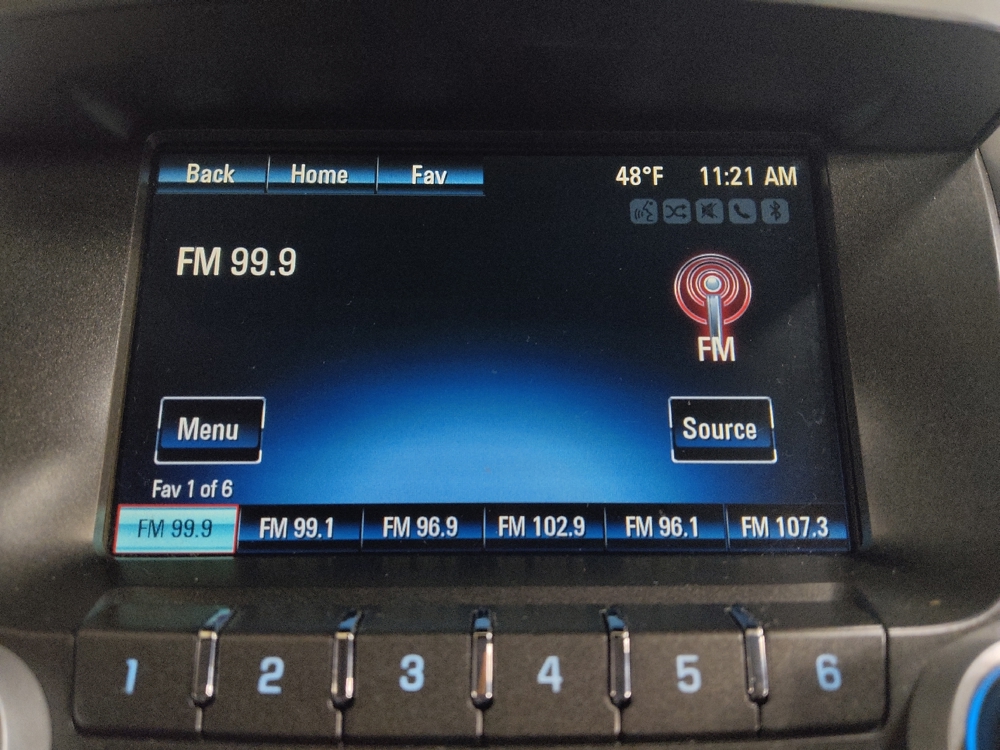 Back Home Fav 48°F 11:21 AM
FM 99.9
FM
Menu Source
Fav 1 of 6
FM 99.9 FM 99.1 FM 96.9 FM 102.9 FM 96.1 FM 107.3
1 2 3 4 5 6